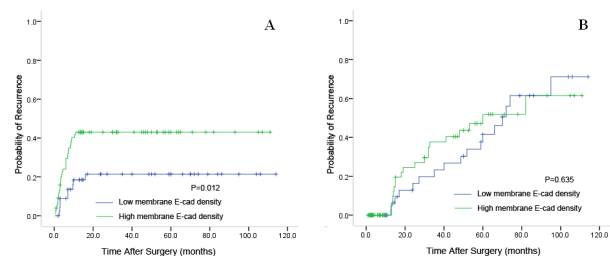 A
1.0
0.8
0.6
0.4
0.2
0.0
Probability of Recurrence
P=0.012
Low membrane E-cad density
High membrane E-cad density
0.0 20.0 40.0 60.0 80.0 100.0 120.0
Time After Surgery (months)
B
1.0
0.8
0.6
0.4
0.2
0.0
Probability of Recurrence
P=0.635
Low membrane E-cad density
High membrane E-cad density
0.0 20.0 40.0 60.0 80.0 100.0 120.0
Time After Surgery (months)